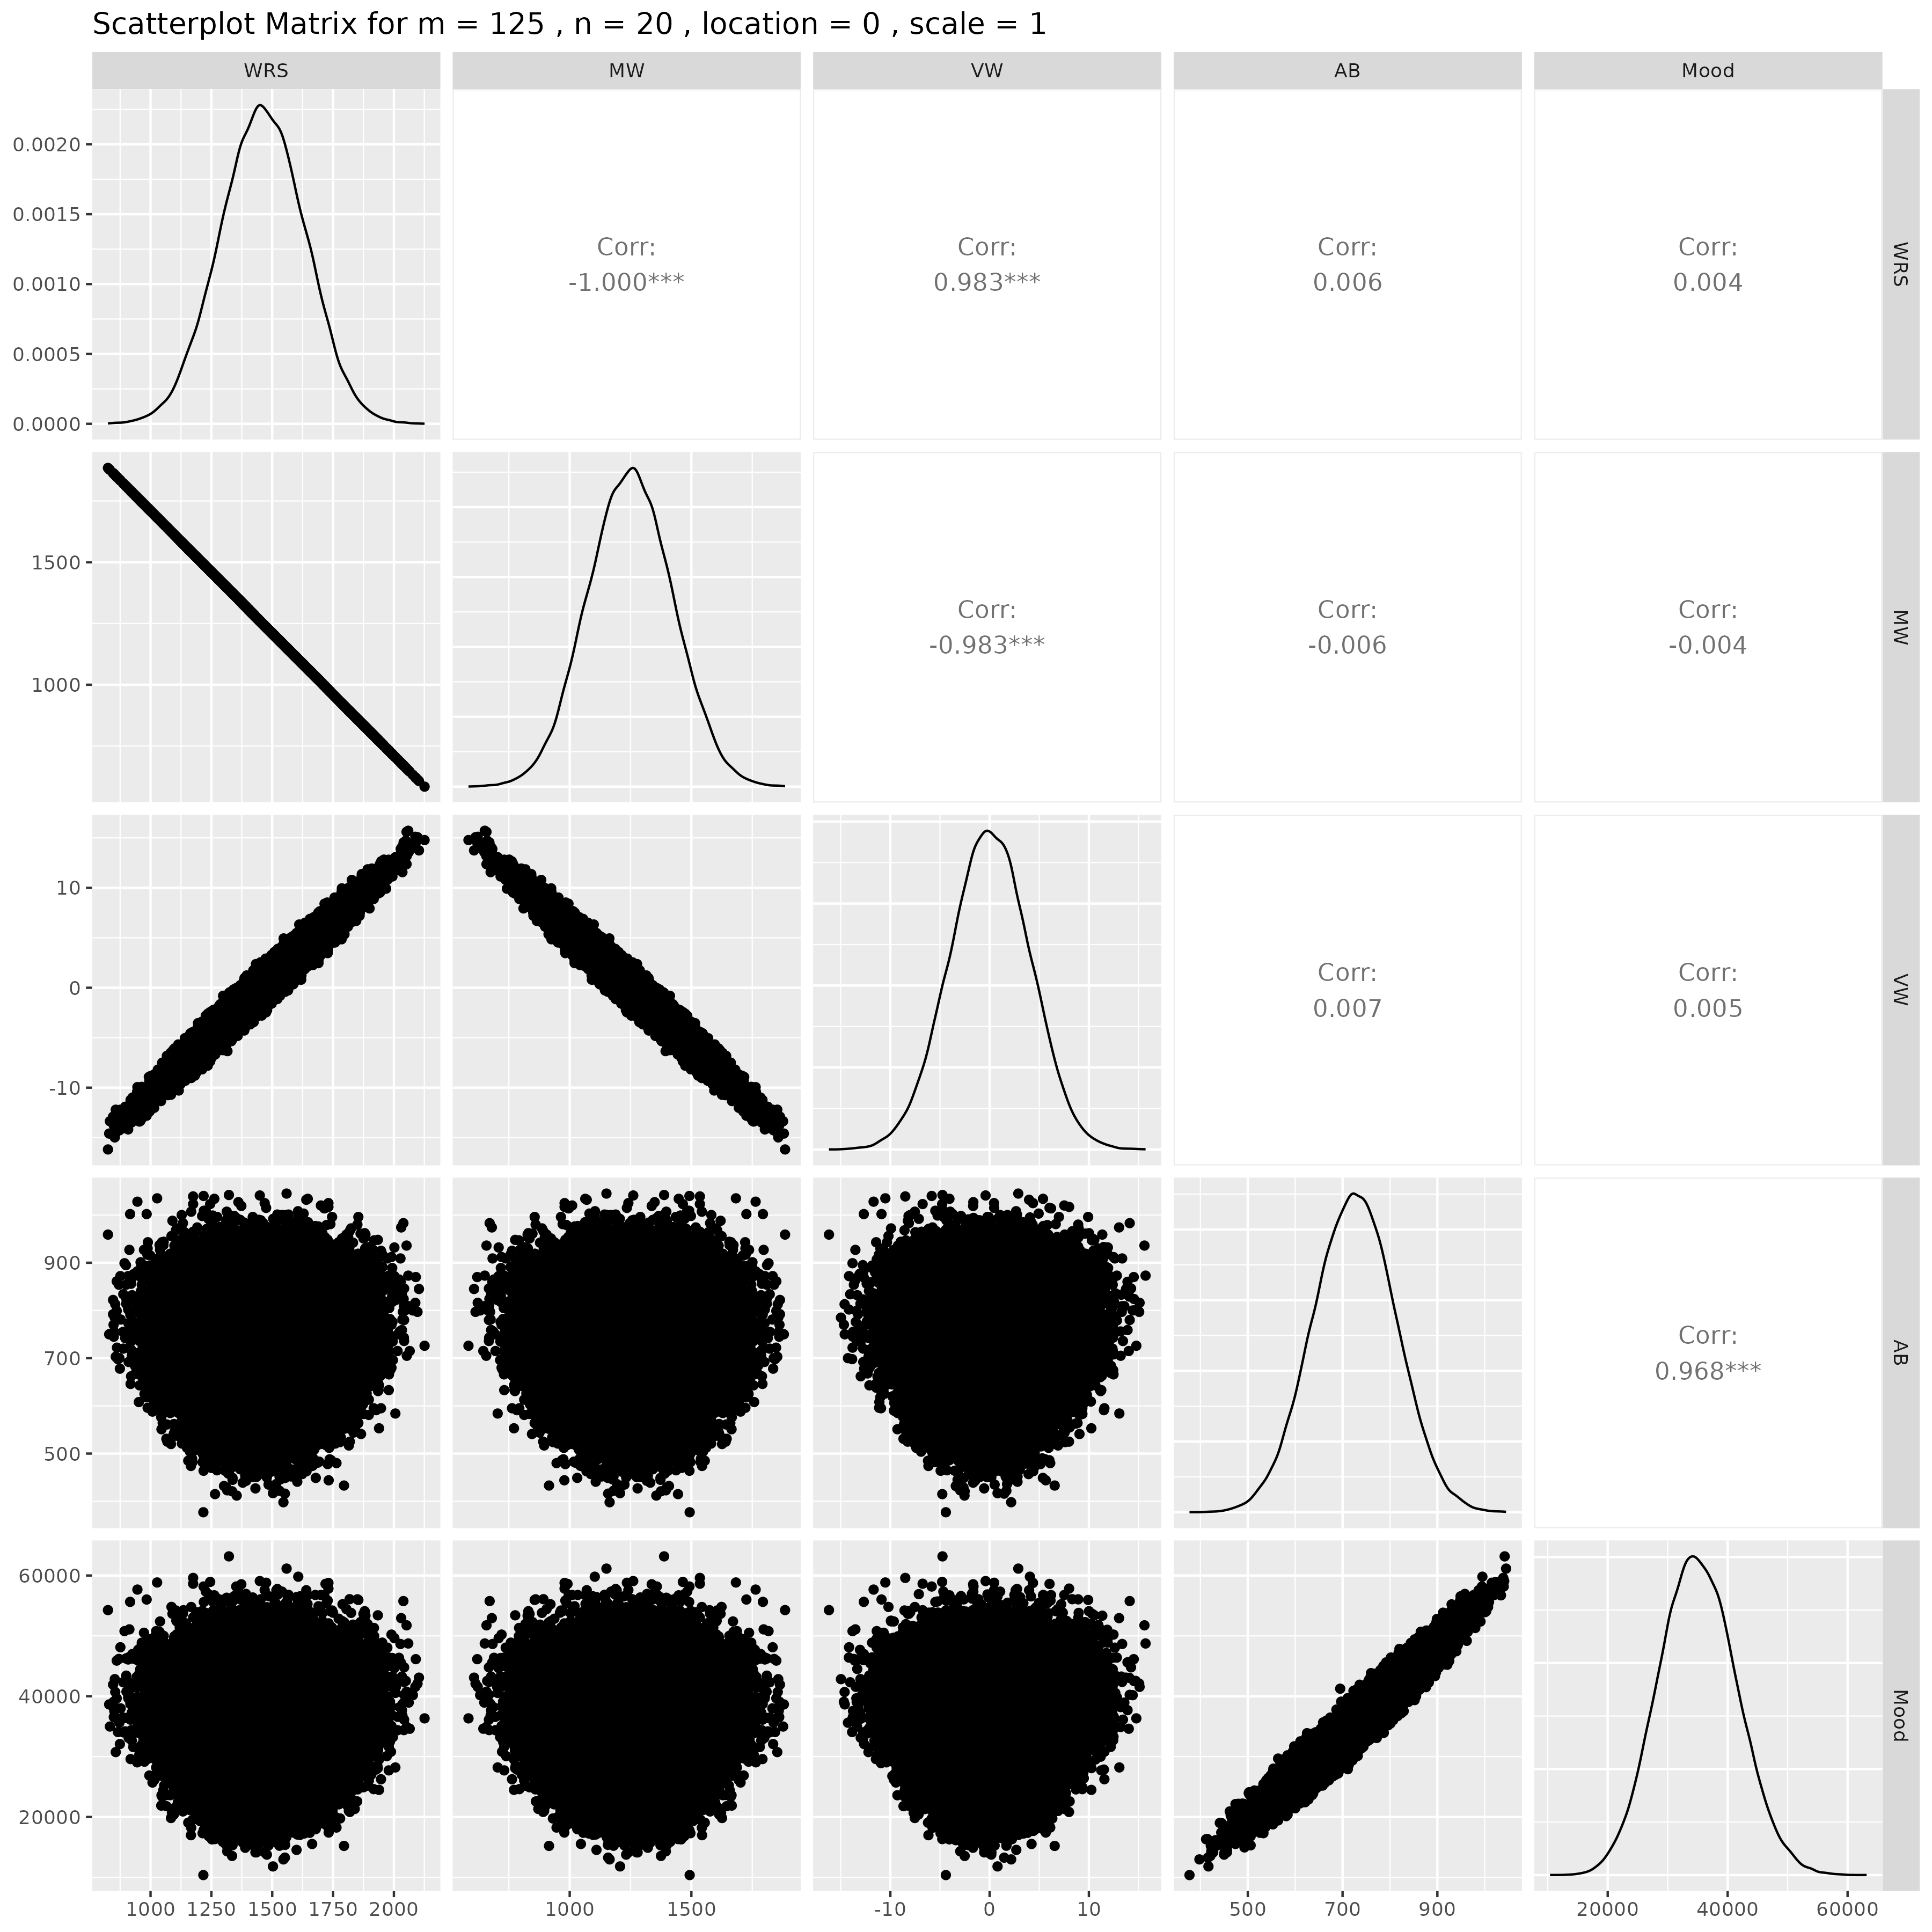 Scatterplot Matrix for m = 125 , n = 20 , location = 0 , scale = 1
WRS MW VW AB Mood
0.0020
0.0015
0.0010
0.0005
0.0000
Corr:
-1.000***
Corr:
0.983***
Corr:
0.006
Corr:
0.004
WRS
1500
1000
Corr:
-0.983***
Corr:
-0.006
Corr:
-0.004
MW
10
0
-10
Corr:
0.007
Corr:
0.005
VW
900
700
500
Corr:
0.968***
AB
60000
40000
20000
Mood
1000 1250 1500 1750 2000
1000 1500
-10 0 10
500 700 900
20000 40000 60000